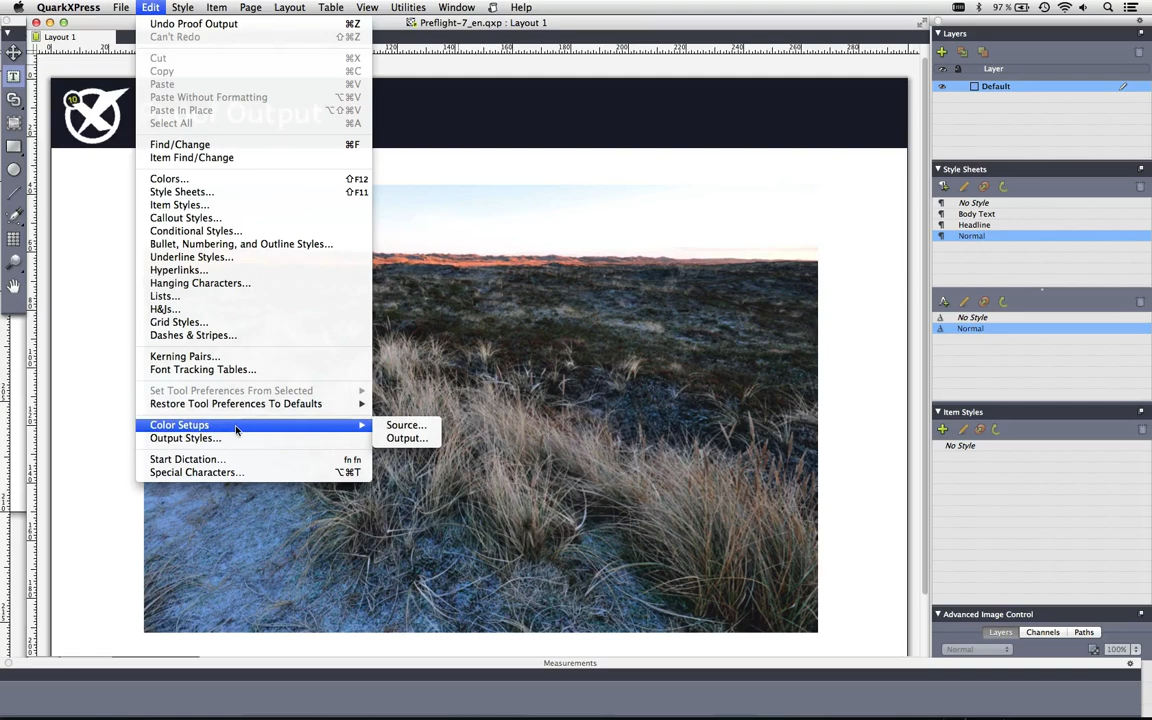 QuarkXPress File Edit Style Item Page Layout Table View Window Utilities Help 97%
Preflight-7_en.qxp : Layout 1
Layout 1
Undo Proof Output ⌘Z
Can't Redo ⇧⌘Z
Cut ⌘X
Copy ⌘C
Paste ⌘V
Paste Without Formatting ⌥⌘V
Paste In Place ⌥⇧⌘V
Select All ⌘A
Find/Change ⌘F
Item Find/Change
Colors... ⇧F12
Style Sheets... ⇧F11
Item Styles...
Callout Styles...
Conditional Styles...
Bullet, Numbering, and Outline Styles...
Underline Styles...
Hyperlinks...
Hanging Characters...
Lists...
H&Js...
Grid Styles...
Dashes & Stripes...
Kerning Pairs...
Font Tracking Tables...
Set Tool Preferences From Selected
Restore Tool Preferences To Defaults
Color Setups
Output Styles...
Start Dictation... fn fn
Special Characters... ⌥⌘T
Source...
Output...
10
Output
Layers
Layer
Default
Style Sheets
No Style
Body Text
Headline
Normal
No Style
Normal
Item Styles
No Style
Advanced Image Control
Layers Channels Paths
Normal 100%
Measurements